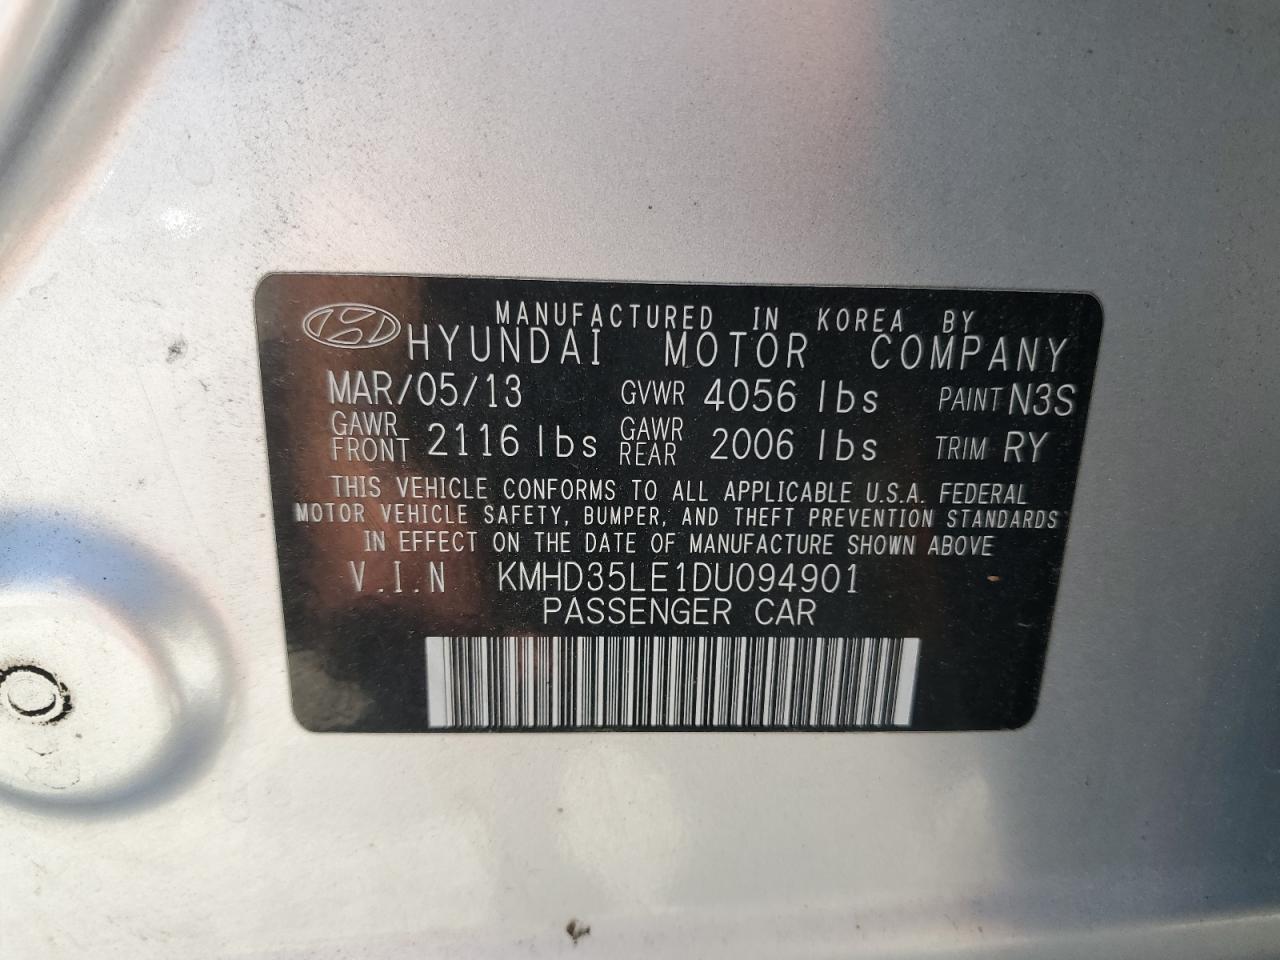 MANUFACTURED IN KOREA BY
HYUNDAI MOTOR COMPANY
MAR/05/13 GVWR 4056 lbs PAINT N3S
GAWR FRONT 2116 lbs GAWR REAR 2006 lbs TRIM RY
THIS VEHICLE CONFORMS TO ALL APPLICABLE U.S.A. FEDERAL
MOTOR VEHICLE SAFETY, BUMPER, AND THEFT PREVENTION STANDARDS
IN EFFECT ON THE DATE OF MANUFACTURE SHOWN ABOVE
V.I.N KMHD35LE1DU094901
PASSENGER CAR